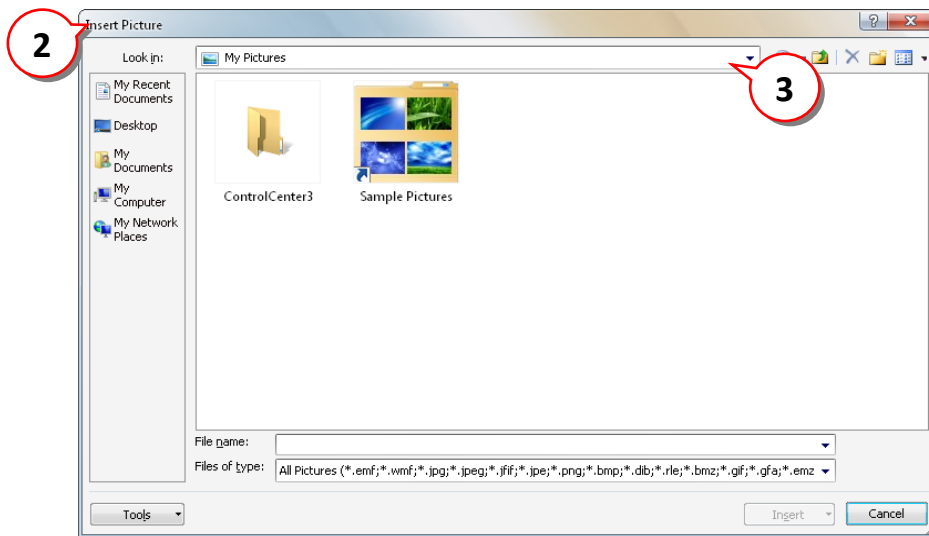 Insert Picture
2
Look in:
My Pictures
3
My Recent
Documents
Desktop
My
Documents
My
Computer
My Network
Places
ControlCenter3
Sample Pictures
File name:
Files of type:
All Pictures (*.emf;*.wmf;*.jpg;*.jpeg;*.jfif;*.jpe;*.png;*.bmp;*.dib;*.rle;*.bmz;*.gif;*.gfa;*.emz
Tools
Insert
Cancel